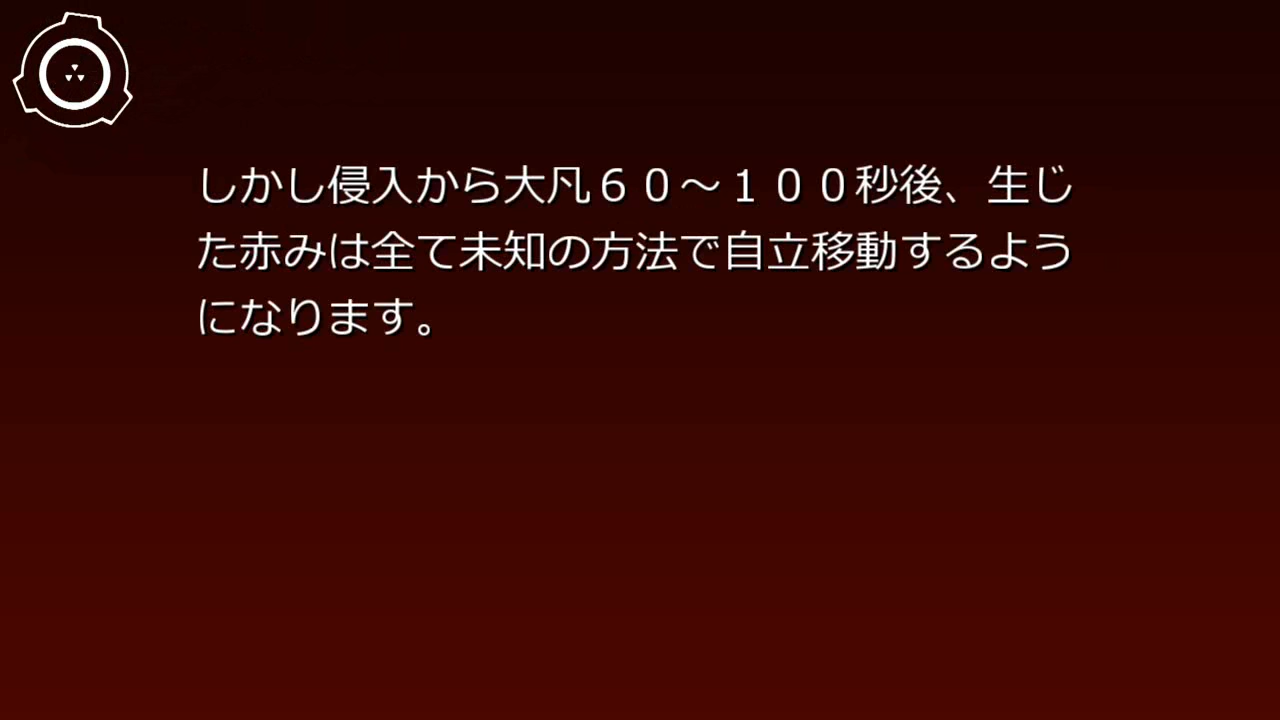 しかし侵入から大凡６０～１００秒後、生じ
た赤みは全て未知の方法で自立移動するよう
になります。